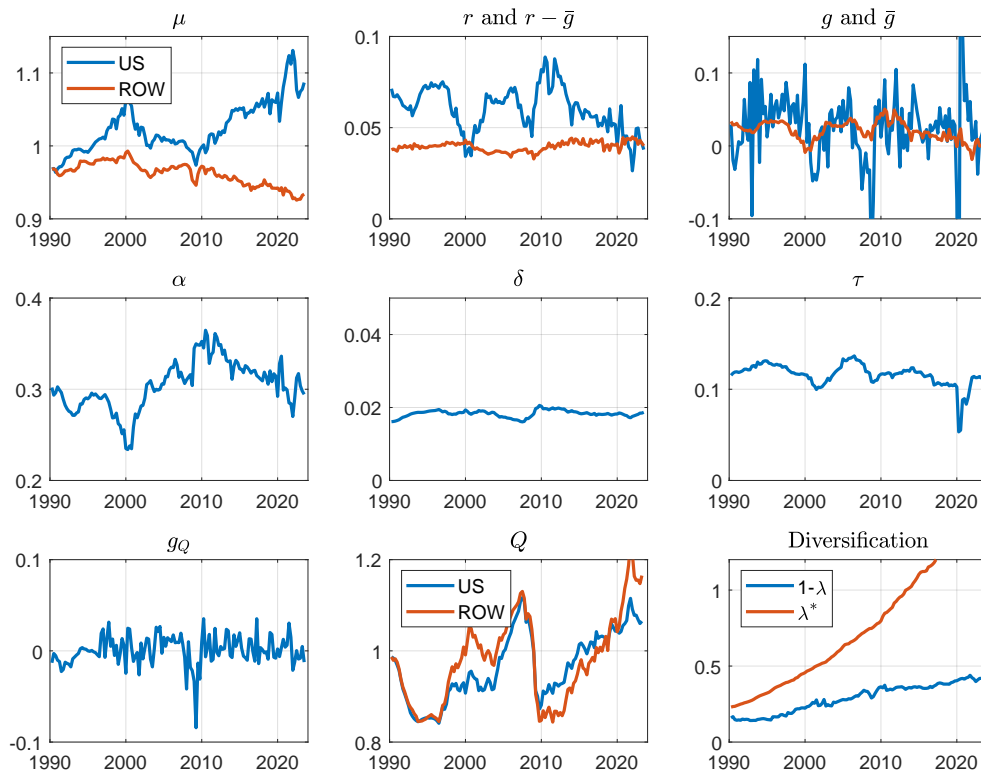 μ
r and r − ḡ
g and ḡ
1.1
1
0.9
US
ROW
1990 2000 2010 2020
0.1
0.05
0
1990 2000 2010 2020
0.1
0
-0.1
1990 2000 2010 2020
α
δ
τ
0.4
0.3
0.2
1990 2000 2010 2020
0.04
0.02
0
1990 2000 2010 2020
0.2
0.1
0
1990 2000 2010 2020
g_Q
Q
Diversification
0.1
0
-0.1
1990 2000 2010 2020
1.2
1
0.8
US
ROW
1990 2000 2010 2020
1
0.5
0
1-λ
λ*
1990 2000 2010 2020